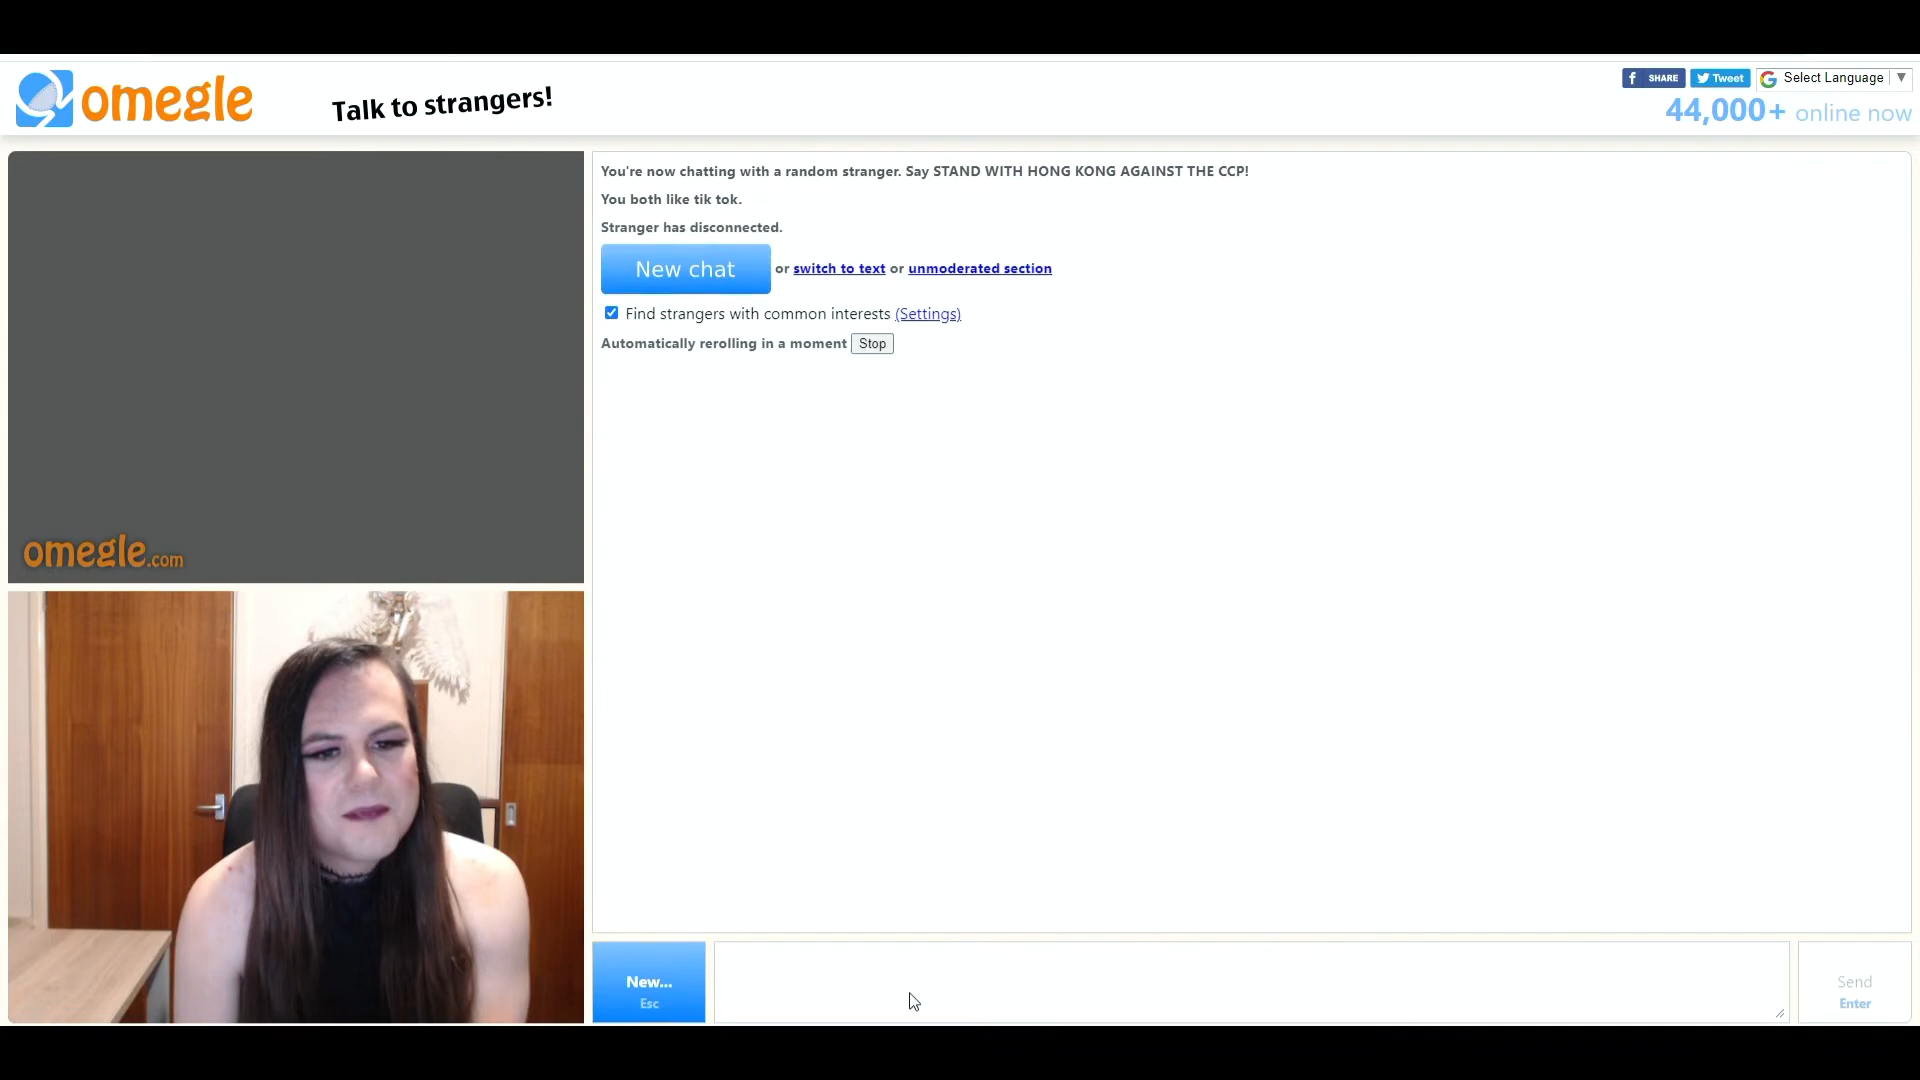 omegle
Talk to strangers!
SHARE
Tweet
Select Language ▼
44,000+ online now
You're now chatting with a random stranger. Say STAND WITH HONG KONG AGAINST THE CCP!
You both like tik tok.
Stranger has disconnected.
New chat or switch to text or unmoderated section
Find strangers with common interests (Settings)
Automatically rerolling in a moment Stop
omegle.com
New...
Esc
Send
Enter